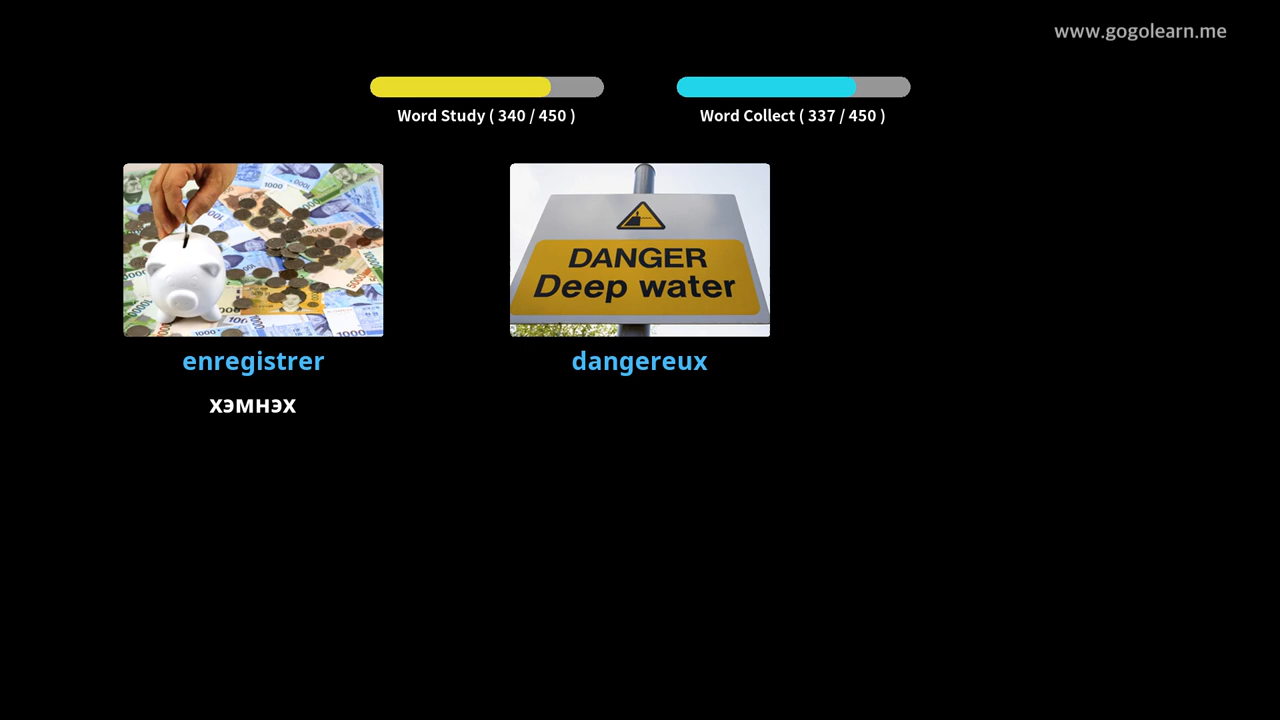 www.gogolearn.me
Word Study ( 340 / 450 )
Word Collect ( 337 / 450 )
DANGER
Deep water
enregistrer
dangereux
хэмнэх